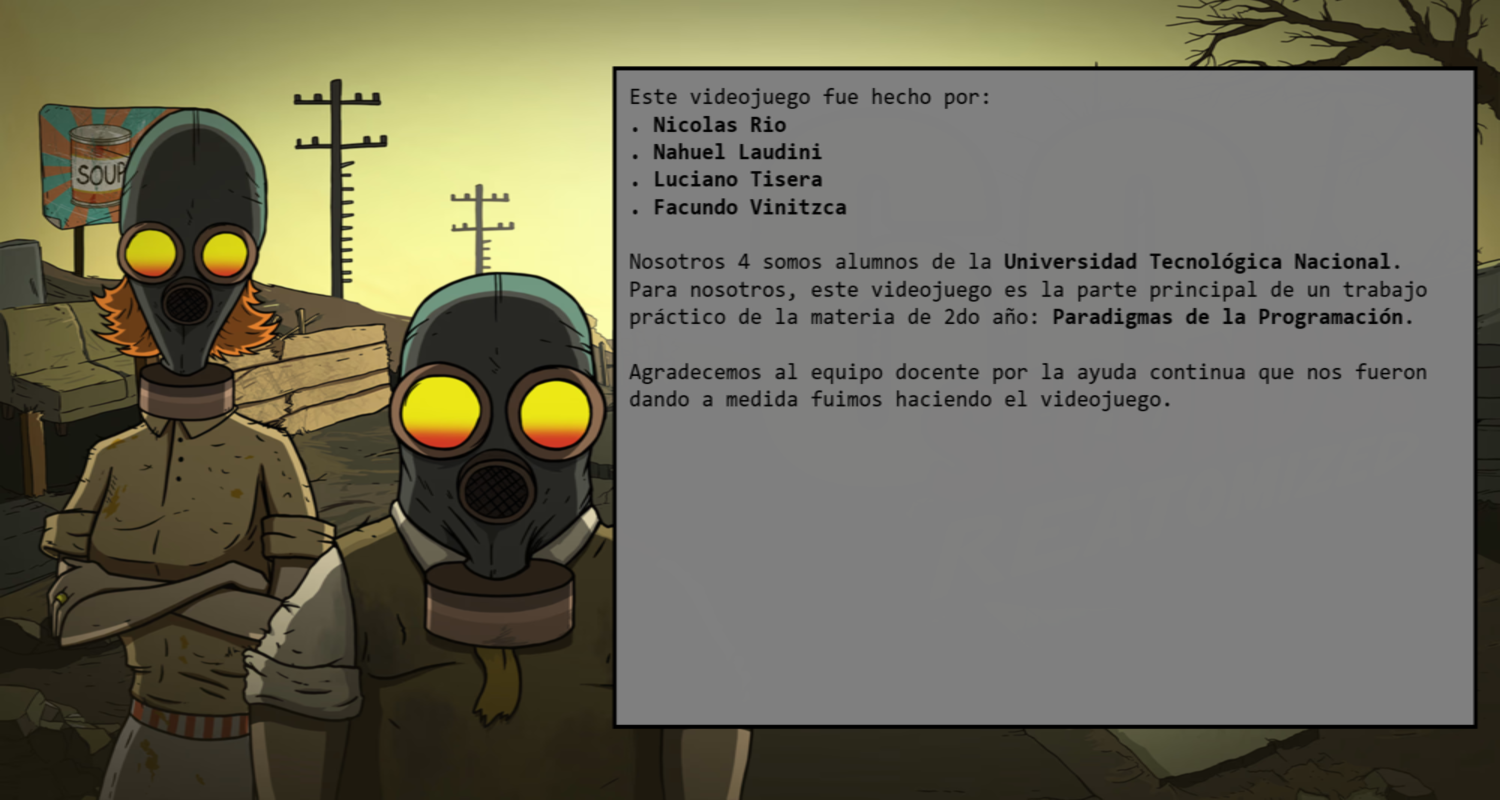 SOUP
Este videojuego fue hecho por:
. Nicolas Rio
. Nahuel Laudini
. Luciano Tisera
. Facundo Vinitzca
Nosotros 4 somos alumnos de la Universidad Tecnológica Nacional.
Para nosotros, este videojuego es la parte principal de un trabajo
práctico de la materia de 2do año: Paradigmas de la Programación.
Agradecemos al equipo docente por la ayuda continua que nos fueron
dando a medida fuimos haciendo el videojuego.